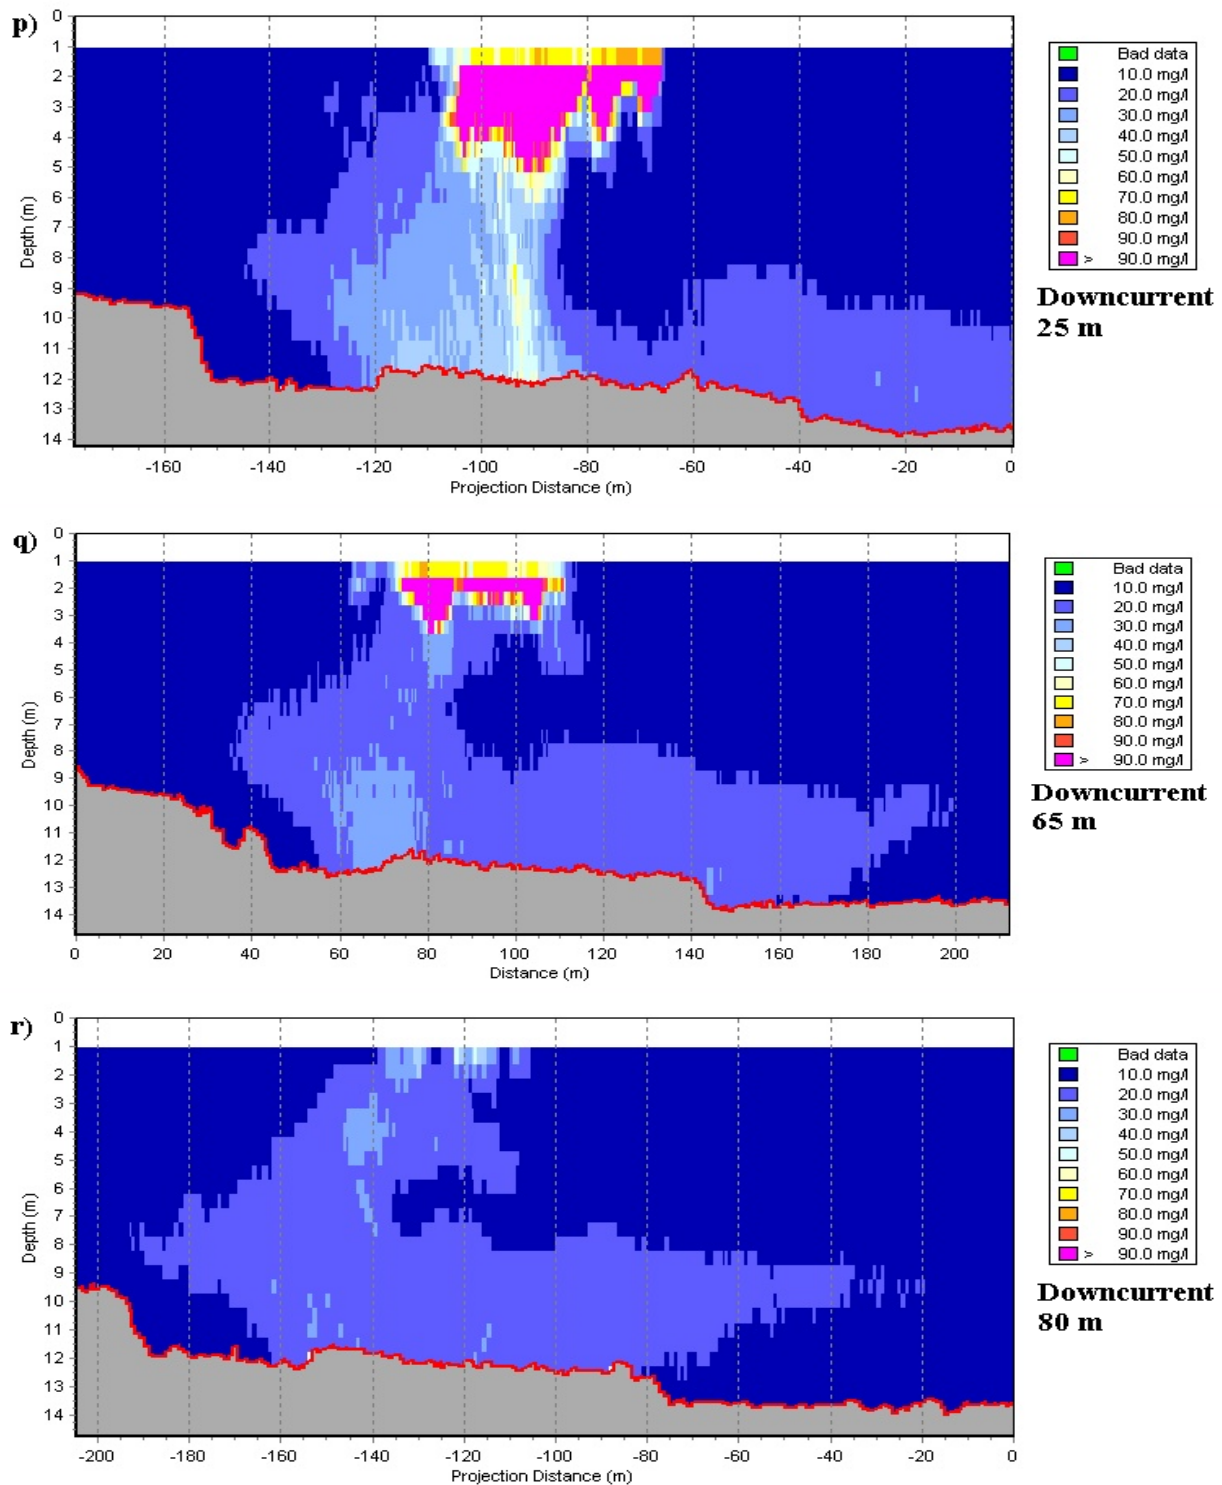 p)
0
1
2
3
4
5
6
7
8
9
10
11
12
13
14
Depth (m)
-160 -140 -120 -100 -80 -60 -40 -20 0
Projection Distance (m)
Bad data
10.0 mg/l
20.0 mg/l
30.0 mg/l
40.0 mg/l
50.0 mg/l
60.0 mg/l
70.0 mg/l
80.0 mg/l
90.0 mg/l
> 90.0 mg/l
Downcurrent
25 m
q)
0
1
2
3
4
5
6
7
8
9
10
11
12
13
14
Depth (m)
0 20 40 60 80 100 120 140 160 180 200
Distance (m)
Bad data
10.0 mg/l
20.0 mg/l
30.0 mg/l
40.0 mg/l
50.0 mg/l
60.0 mg/l
70.0 mg/l
80.0 mg/l
90.0 mg/l
> 90.0 mg/l
Downcurrent
65 m
r)
0
1
2
3
4
5
6
7
8
9
10
11
12
13
14
Depth (m)
-200 -180 -160 -140 -120 -100 -80 -60 -40 -20 0
Projection Distance (m)
Bad data
10.0 mg/l
20.0 mg/l
30.0 mg/l
40.0 mg/l
50.0 mg/l
60.0 mg/l
70.0 mg/l
80.0 mg/l
90.0 mg/l
> 90.0 mg/l
Downcurrent
80 m